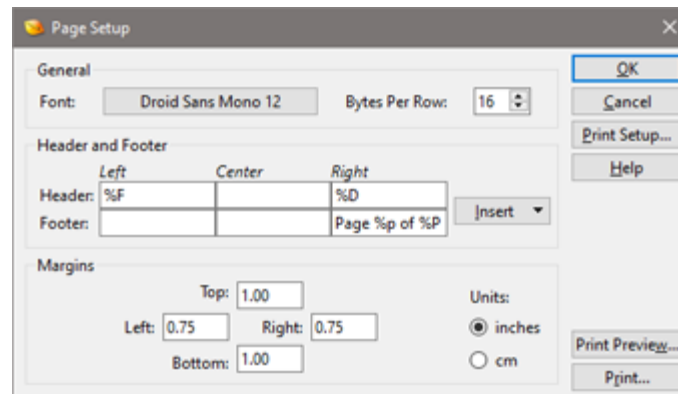 Page Setup
General
Font: Droid Sans Mono 12 Bytes Per Row: 16
OK
Cancel
Print Setup...
Help
Header and Footer
Left Center Right
Header: %F %D
Footer: Page %p of %P
Insert
Margins
Top: 1.00
Left: 0.75 Right: 0.75
Bottom: 1.00
Units:
inches
cm
Print Preview...
Print...